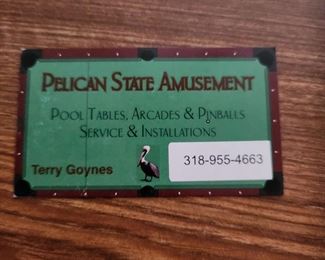 PELICAN STATE AMUSEMENT
POOL TABLES, ARCADES & PINBALLS
SERVICE & INSTALLATIONS
318-955-4663
Terry Goynes